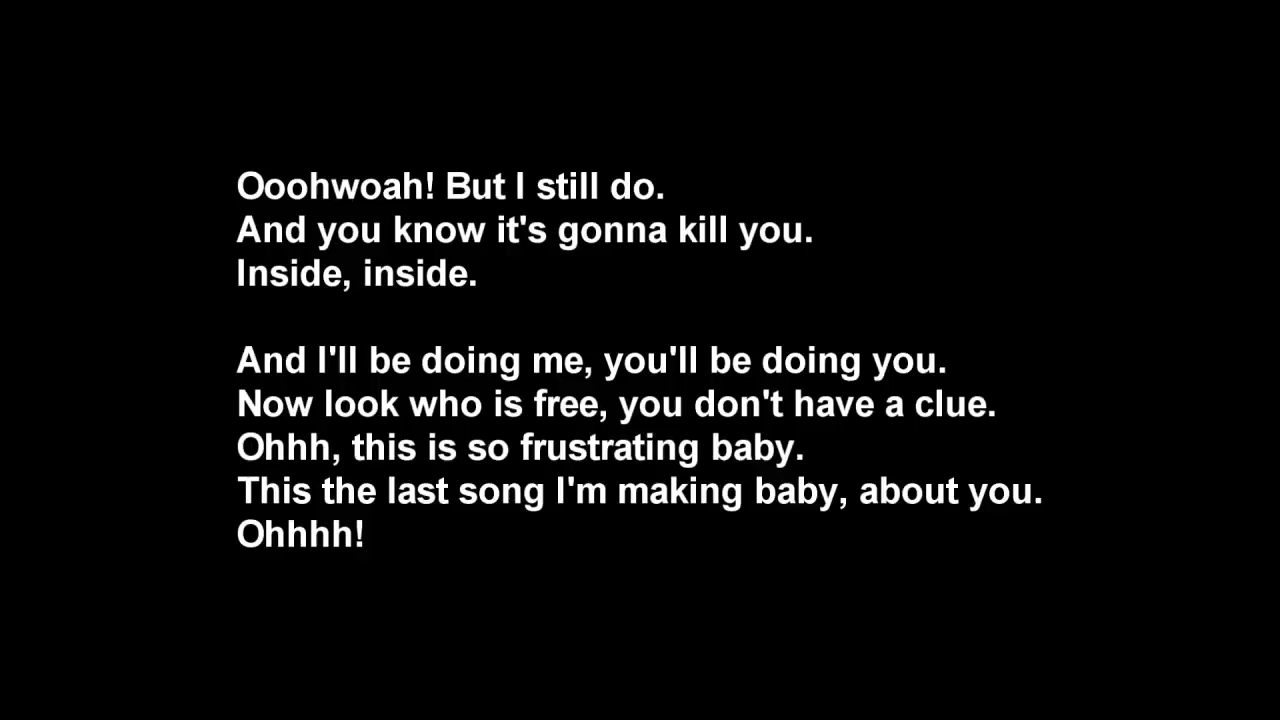 Ooohwoah! But I still do.
And you know it's gonna kill you.
Inside, inside.
And I'll be doing me, you'll be doing you.
Now look who is free, you don't have a clue.
Ohhh, this is so frustrating baby.
This the last song I'm making baby, about you.
Ohhhh!